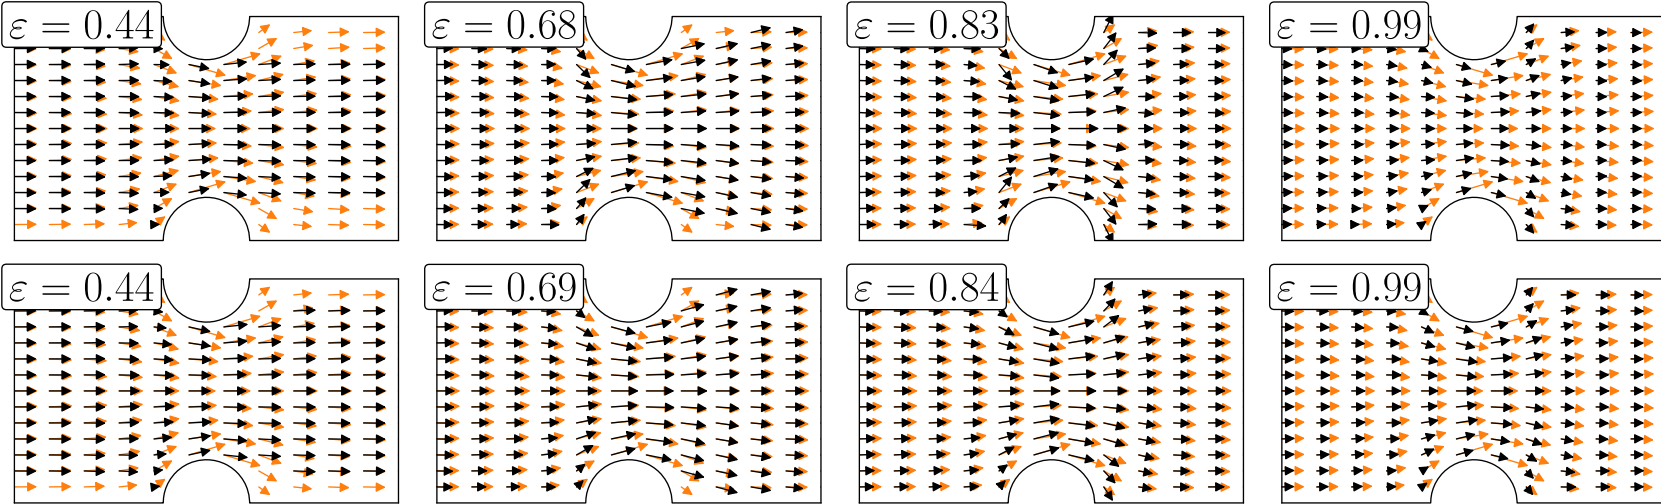 ε = 0.44
ε = 0.68
ε = 0.83
ε = 0.99
ε = 0.44
ε = 0.69
ε = 0.84
ε = 0.99